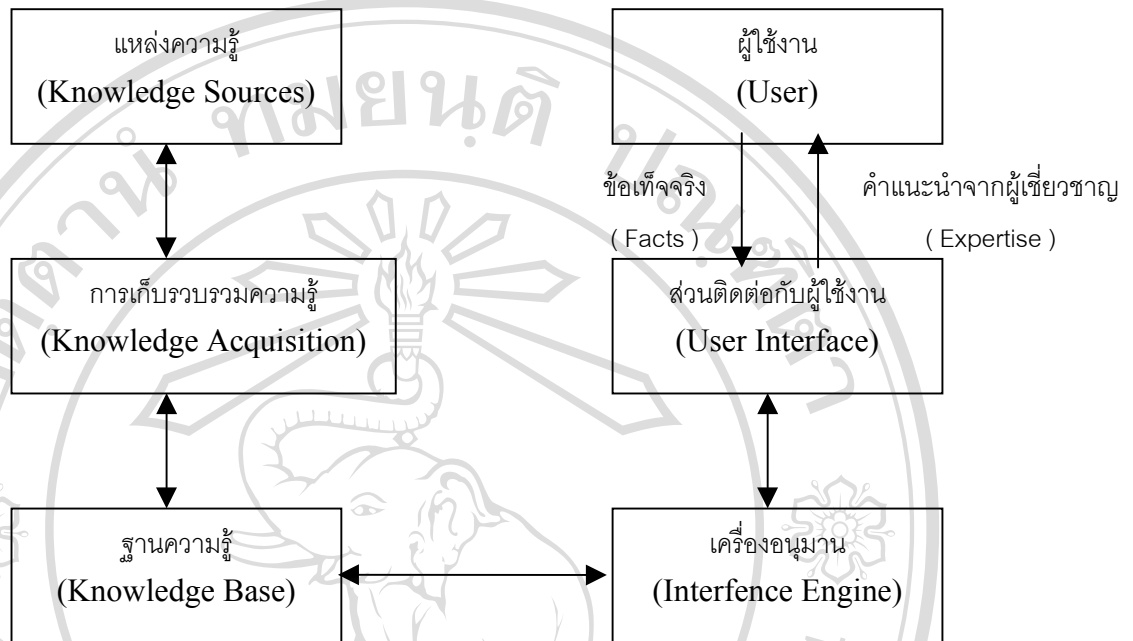 แหล่งความรู้
(Knowledge Sources)
ผู้ใช้งาน
(User)
ข้อเท็จจริง
( Facts )
คำแนะนำจากผู้เชี่ยวชาญ
( Expertise )
การเก็บรวบรวมความรู้
(Knowledge Acquisition)
ส่วนติดต่อกับผู้ใช้งาน
(User Interface)
ฐานความรู้
(Knowledge Base)
เครื่องอนุมาน
(Interfence Engine)